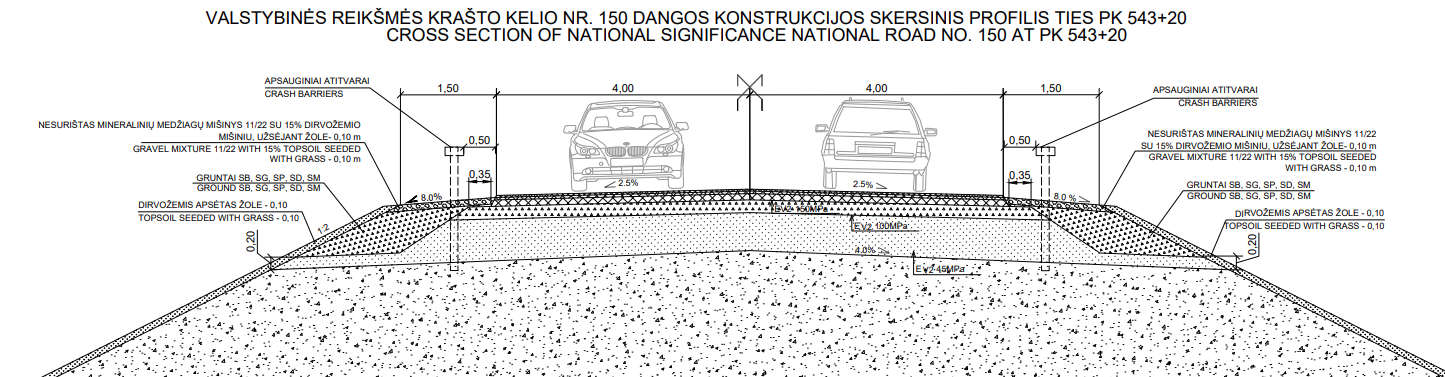 VALSTYBINĖS REIKŠMĖS KRAŠTO KELIO NR. 150 DANGOS KONSTRUKCIJOS SKERSINIS PROFILIS TIES PK 543+20
CROSS SECTION OF NATIONAL SIGNIFICANCE NATIONAL ROAD NO. 150 AT PK 543+20
APSAUGINIAI ATITVARAI
CRASH BARRIERS
1,50
4,00
4,00
1,50
APSAUGINIAI ATITVARAI
CRASH BARRIERS
NESURIŠTAS MINERALINIŲ MEDŽIAGŲ MIŠINYS 11/22 SU 15% DIRVOŽEMIO
MIŠINIU, UŽSĖJANT ŽOLE- 0,10 m
GRAVEL MIXTURE 11/22 WITH 15% TOPSOIL SEEDED
WITH GRASS - 0,10 m
0,50
0,50
NESURIŠTAS MINERALINIŲ MEDŽIAGŲ MIŠINYS 11/22
SU 15% DIRVOŽEMIO MIŠINIU, UŽSĖJANT ŽOLE- 0,10 m
GRAVEL MIXTURE 11/22 WITH 15% TOPSOIL SEEDED
WITH GRASS - 0,10 m
GRUNTAI SB, SG, SP, SD, SM
GROUND SB, SG, SP, SD, SM
0,35
2.5%
2.5%
0,35
GRUNTAI SB, SG, SP, SD, SM
GROUND SB, SG, SP, SD, SM
8.0%
8.0 %
DIRVOŽEMIS APSĖTAS ŽOLE - 0,10
TOPSOIL SEEDED WITH GRASS - 0,10
1:2
EV2 150MPa
EV2 100MPa
DIRVOŽEMIS APSĖTAS ŽOLE - 0,10
TOPSOIL SEEDED WITH GRASS - 0,10
0,20
4.0%
EV2 45MPa
0,20